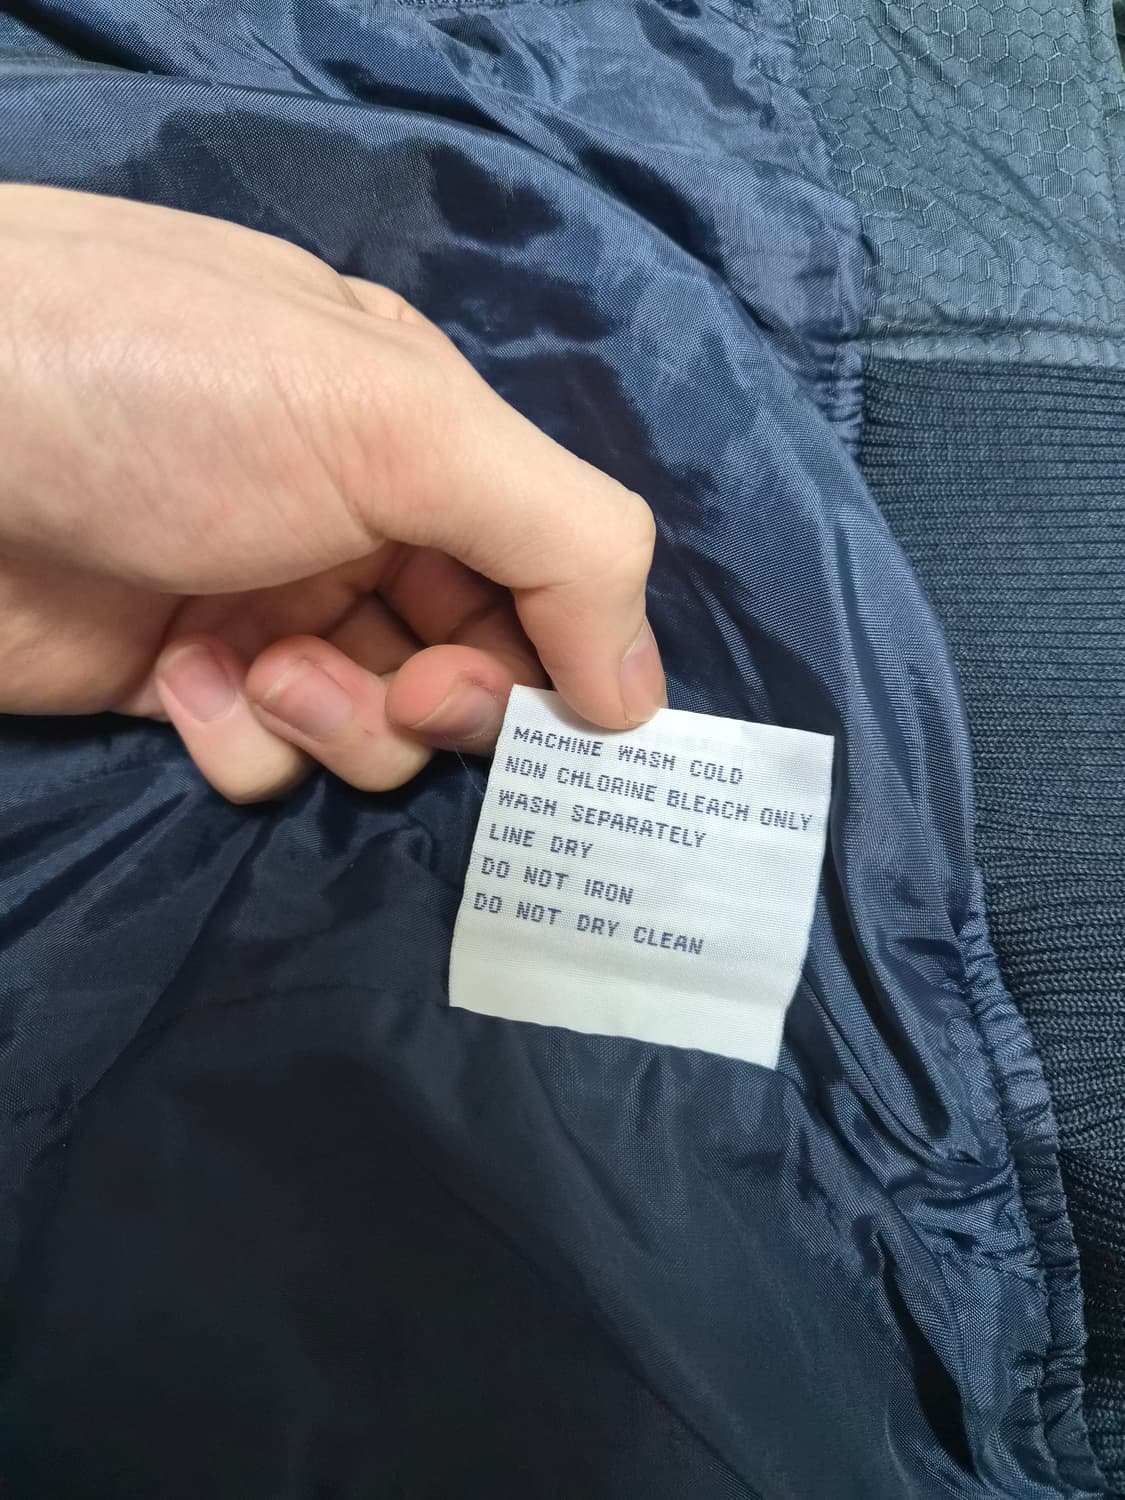 MACHINE WASH COLD
NON CHLORINE BLEACH ONLY
WASH SEPARATELY
LINE DRY
DO NOT IRON
DO NOT DRY CLEAN